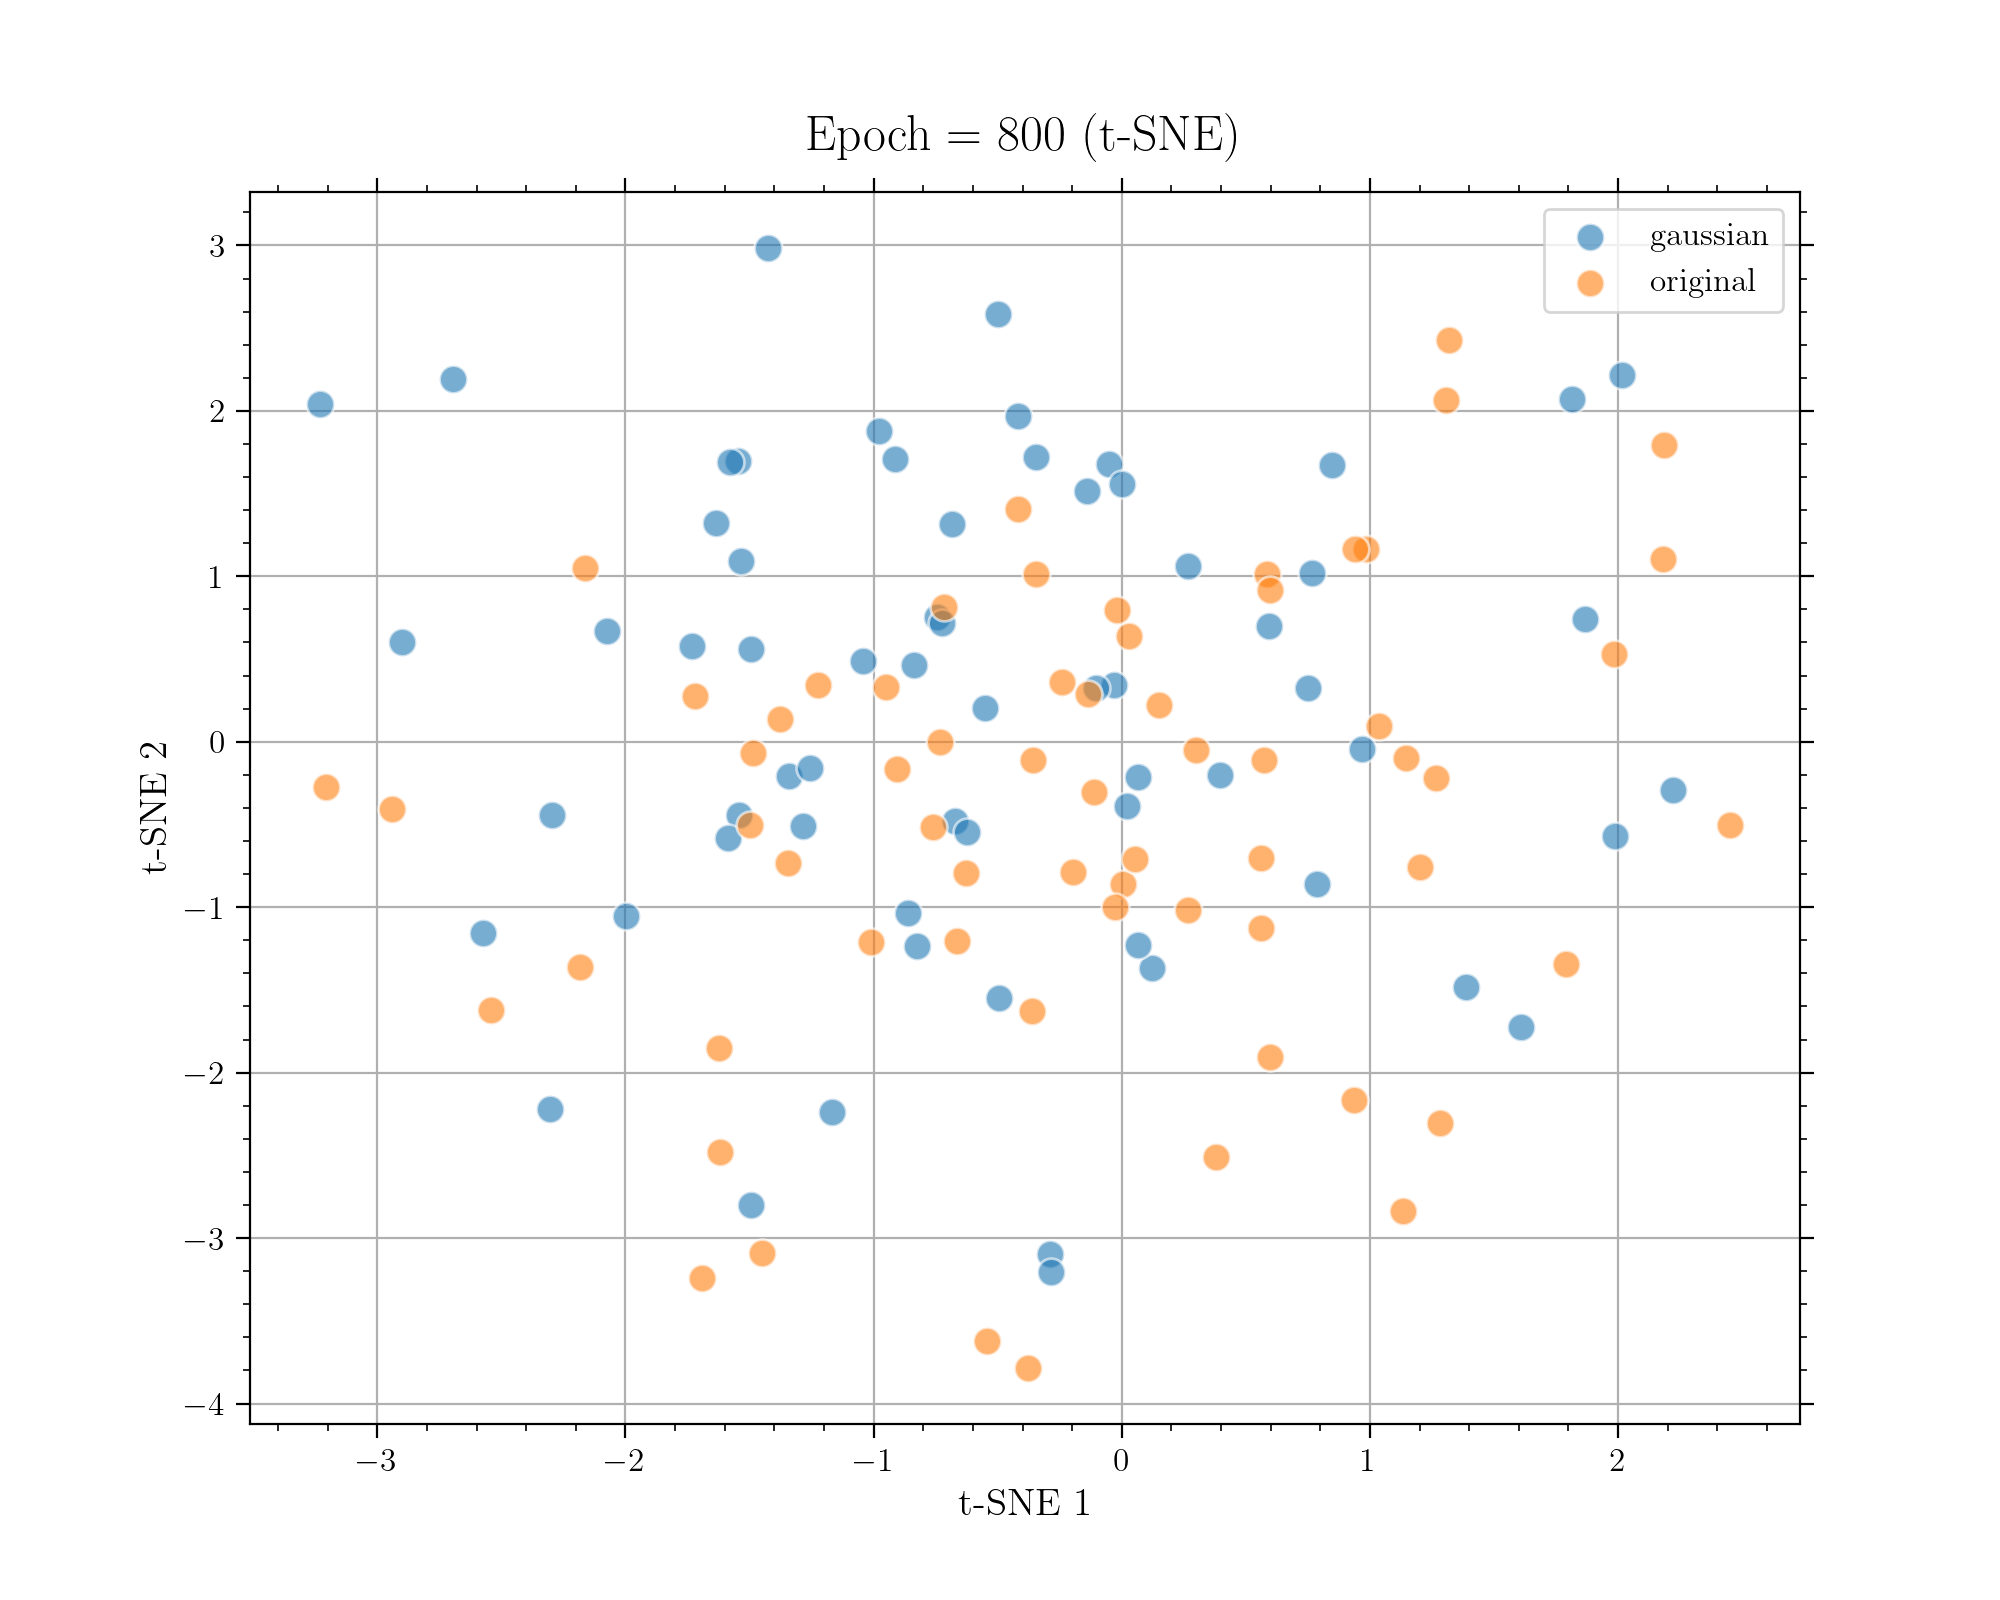 Epoch = 800 (t-SNE)
gaussian
original
3
2
1
0
−1
−2
−3
−4
t-SNE 2
−3 −2 −1 0 1 2
t-SNE 1